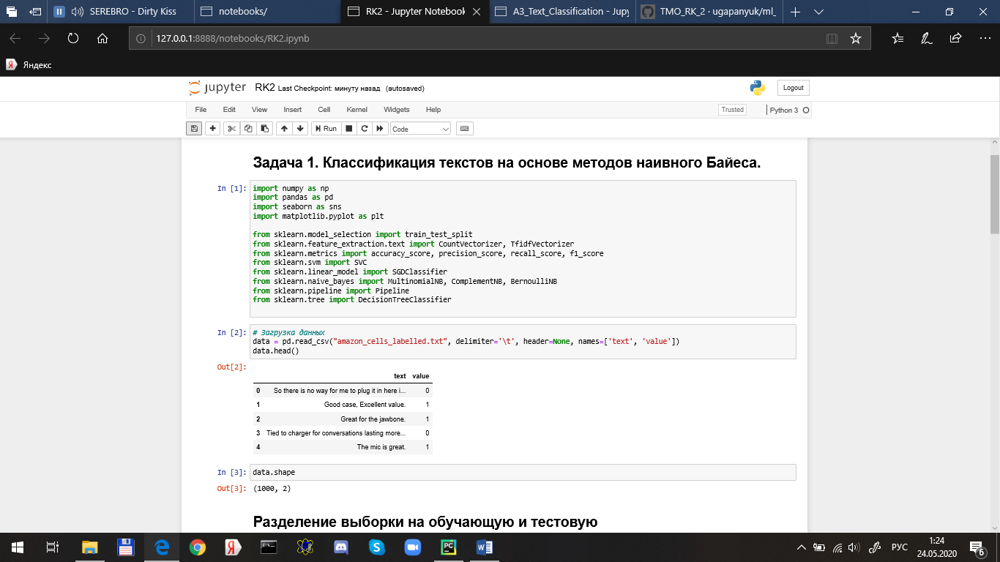 SEREBRO - Dirty Kiss
notebooks/
RK2 - Jupyter Notebook
A3_Text_Classification - Jupy
TMO_RK_2 · ugapanyuk/ml_
127.0.0.1:8888/notebooks/RK2.ipynb
Я Яндекс
jupyter RK2 Last Checkpoint: минуту назад (autosaved)
Logout
File Edit View Insert Cell Kernel Widgets Help
Trusted
Python 3
Run
Code
Задача 1. Классификация текстов на основе методов наивного Байеса.
In [1]: import numpy as np
import pandas as pd
import seaborn as sns
import matplotlib.pyplot as plt
from sklearn.model_selection import train_test_split
from sklearn.feature_extraction.text import CountVectorizer, TfidfVectorizer
from sklearn.metrics import accuracy_score, precision_score, recall_score, f1_score
from sklearn.svm import SVC
from sklearn.linear_model import SGDClassifier
from sklearn.naive_bayes import MultinomialNB, ComplementNB, BernoulliNB
from sklearn.pipeline import Pipeline
from sklearn.tree import DecisionTreeClassifier
In [2]: # Загрузка данных
data = pd.read_csv("amazon_cells_labelled.txt", delimiter='\t', header=None, names=['text', 'value'])
data.head()
Out[2]:
text value
0 So there is no way for me to plug it in here i... 0
1 Good case, Excellent value. 1
2 Great for the jawbone. 1
3 Tied to charger for conversations lasting more... 0
4 The mic is great. 1
In [3]: data.shape
Out[3]: (1000, 2)
Разделение выборки на обучающую и тестовую
РУС
1:24
24.05.2020
6